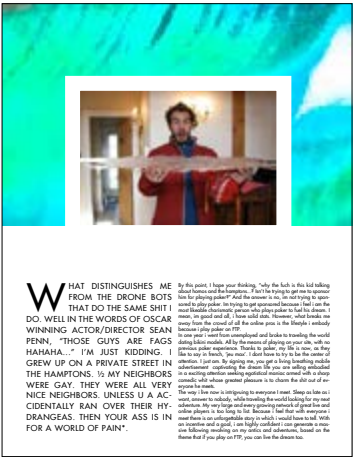 WHAT DISTINGUISHES ME
FROM THE DRONE BOTS
THAT DO THE SAME SHIT I
DO. WELL IN THE WORDS OF OSCAR
WINNING ACTOR/DIRECTOR SEAN
PENN, "THOSE GUYS ARE FAGS
HAHAHA..." I'M JUST KIDDING. I
GREW UP ON A PRIVATE STREET IN
THE HAMPTONS. ½ MY NEIGHBORS
WERE GAY. THEY WERE ALL VERY
NICE NEIGHBORS. UNLESS U A AC-
CIDENTALLY RAN OVER THEIR HY-
DRANGEAS. THEN YOUR ASS IS IN
FOR A WORLD OF PAIN*.
By this point, I hope your thinking, "why the fuch is this kid talking
about homos and the hamptons...? Isn't he trying to get me to sponsor
him for playing poker?" And the answer is no, im not trying to spon-
sored to play poker. Im trying to get sponsored because i feel i am the
most likeable charismatic person who plays poker to fuel his dream. I
mean, im good and all, i have solid stats. However, what breaks me
away from the crowd of all the online pros is the lifestyle i embody
because i play poker on FTP.
In one year i went from unemployed and broke to traveling the world
dating bikini models. All by the means of playing on your site, with no
previous poker experience. Thanks to poker, my life is now, as they
like to say in french, "jeu mou'. I dont have to try to be the center of
attention. I just am. By signing me, you get a living breathing mobile
advertisement captivating the dream life you are selling embodied
in a exciting attention seeking egotistical maniac armed with a sharp
comedic whit whose greatest pleasure is to charm the shit out of ev-
eryone he meets.
The way i live now is intriguing to everyone I meet. Sleep as late as i
want, answer to nobody, while traveling the world looking for my next
adventure. My very large and every growing network of great live and
online players is too long to list. Because i feel that with everyone i
meet there is an unforgettable story in which i would have to tell. With
an incentive and a goal, i am highly confident i can generate a mas-
sive following revolving on my antics and adventures, based on the
theme that if you play on FTP, you can live the dream too.